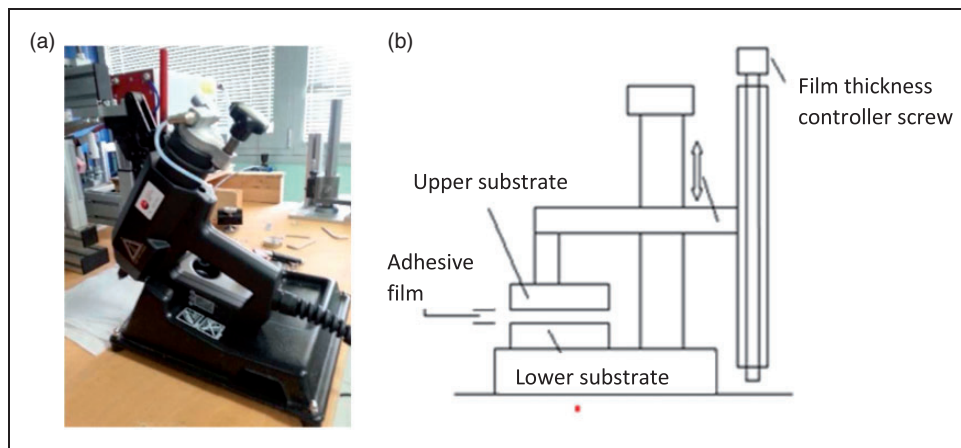 (a)
(b)
Film thickness
controller screw
Upper substrate
Adhesive
film
Lower substrate